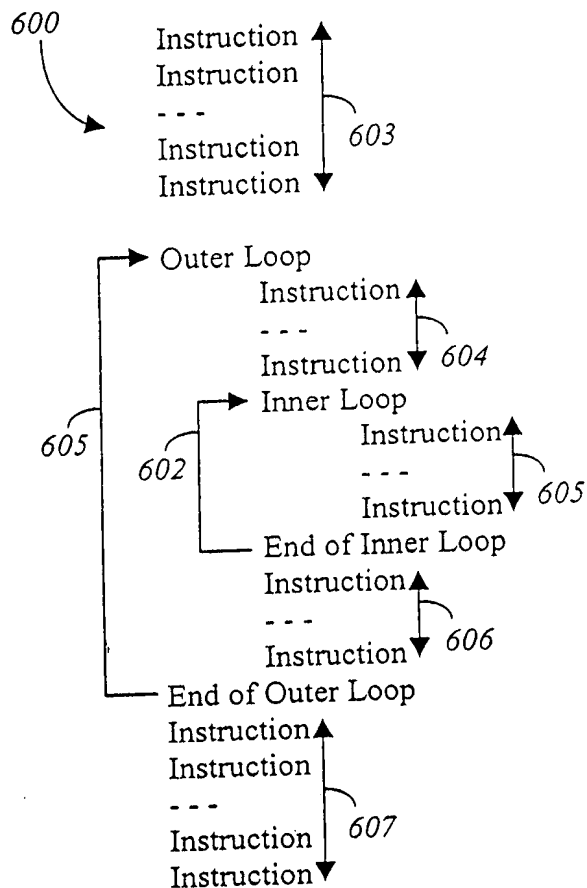 600
Instruction
Instruction
- - -
603
Instruction
Instruction
Outer Loop
Instruction
- - -
604
Instruction
Inner Loop
605
602
Instruction
- - -
605
Instruction
End of Inner Loop
Instruction
- - -
606
Instruction
End of Outer Loop
Instruction
Instruction
- - -
607
Instruction
Instruction